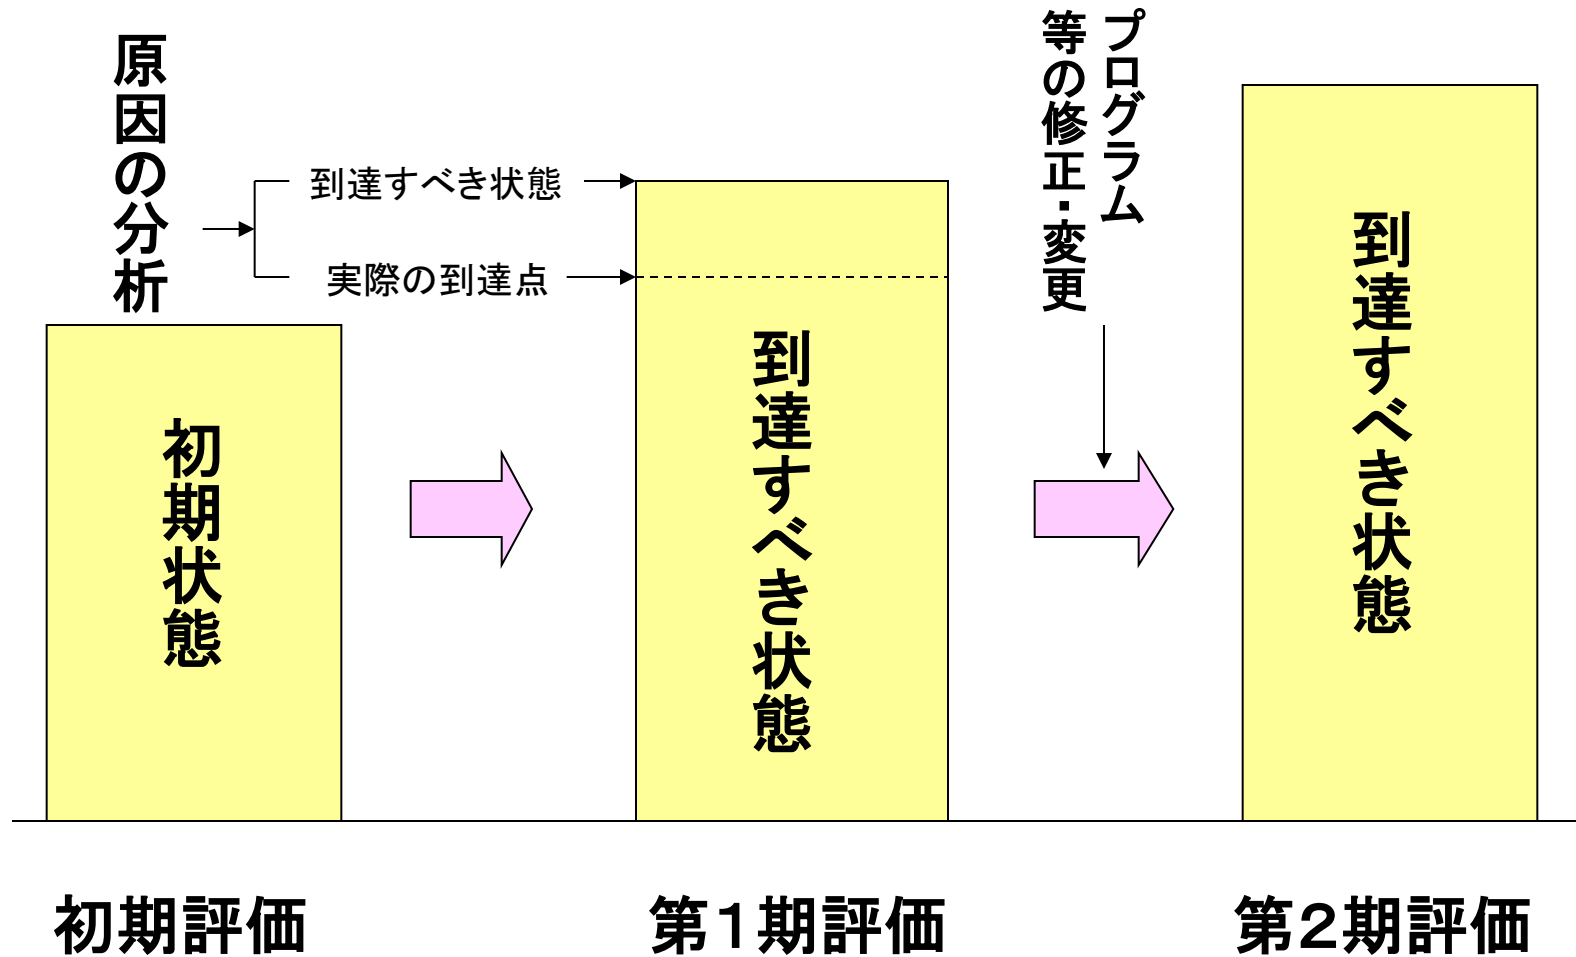 原因の分析
到達すべき状態
実際の到達点
プログラム
等の修正・変更
初期状態
到達すべき状態
到達すべき状態
初期評価
第1期評価
第2期評価